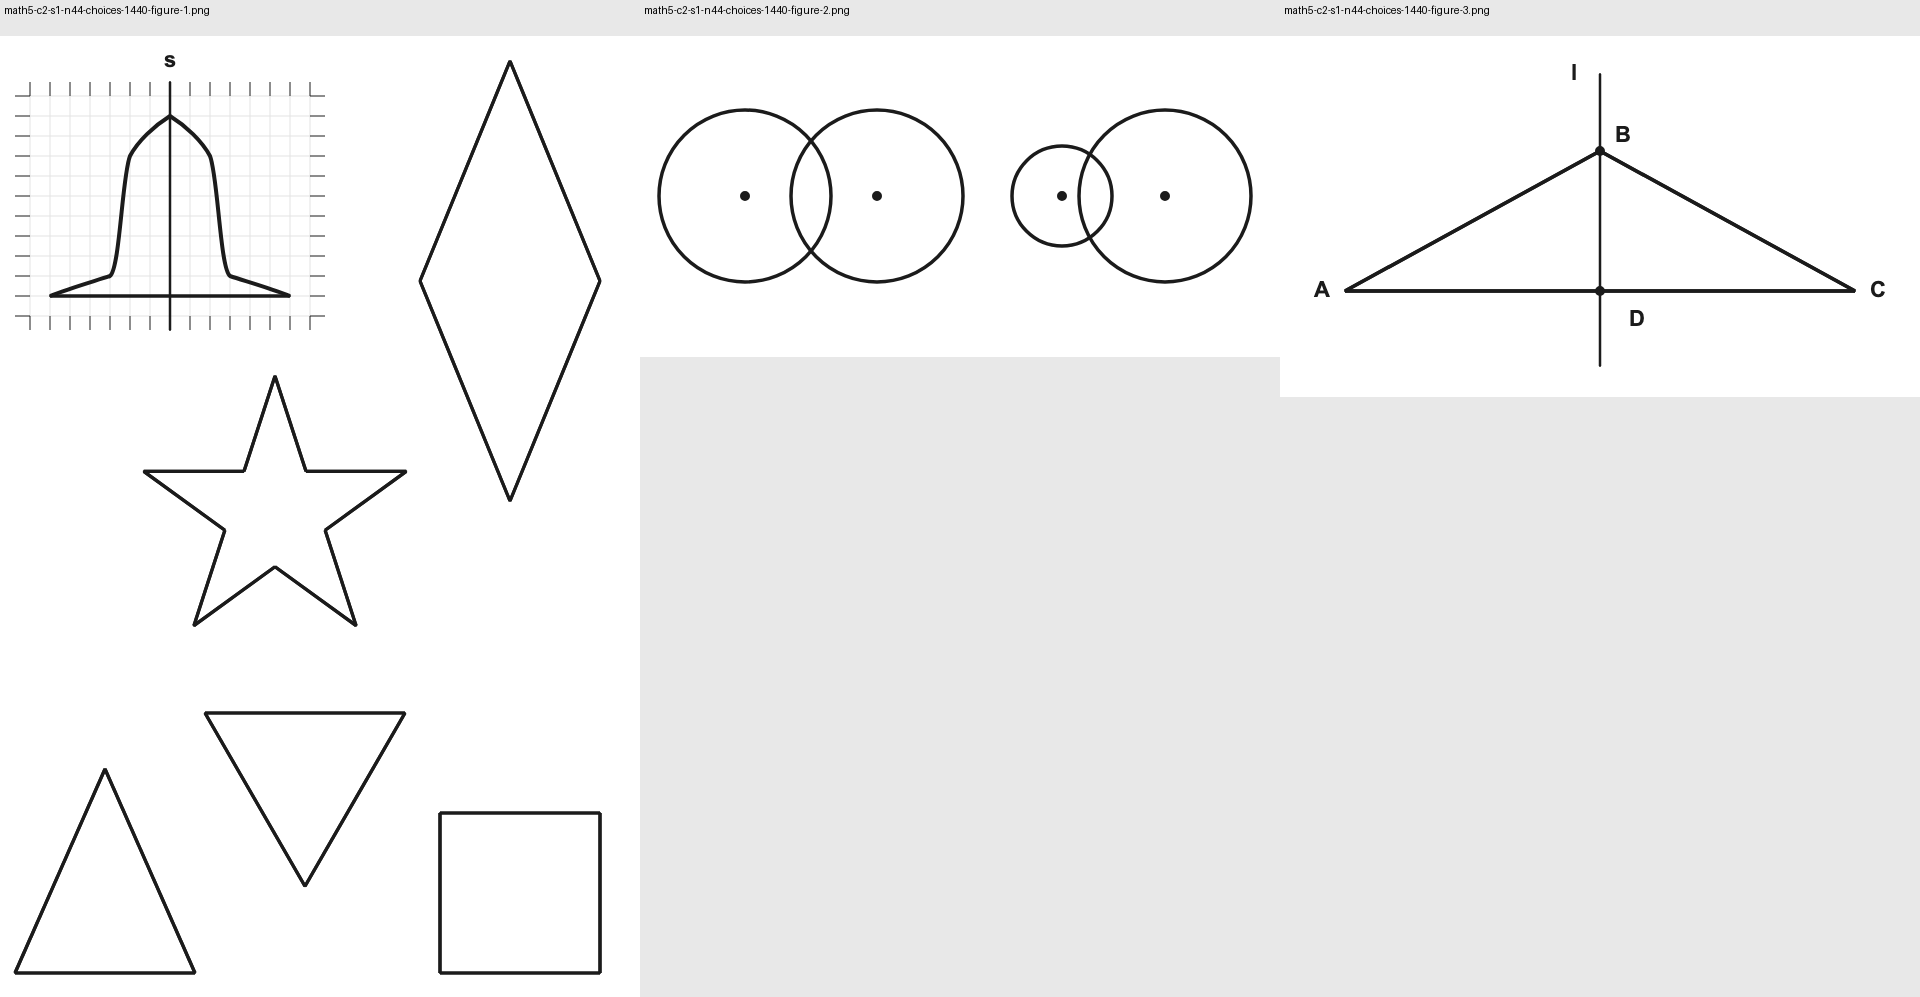 math5-c2-s1-n44-choices-1440-figure-1.png
math5-c2-s1-n44-choices-1440-figure-2.png
math5-c2-s1-n44-choices-1440-figure-3.png
s
l
B
A
C
D